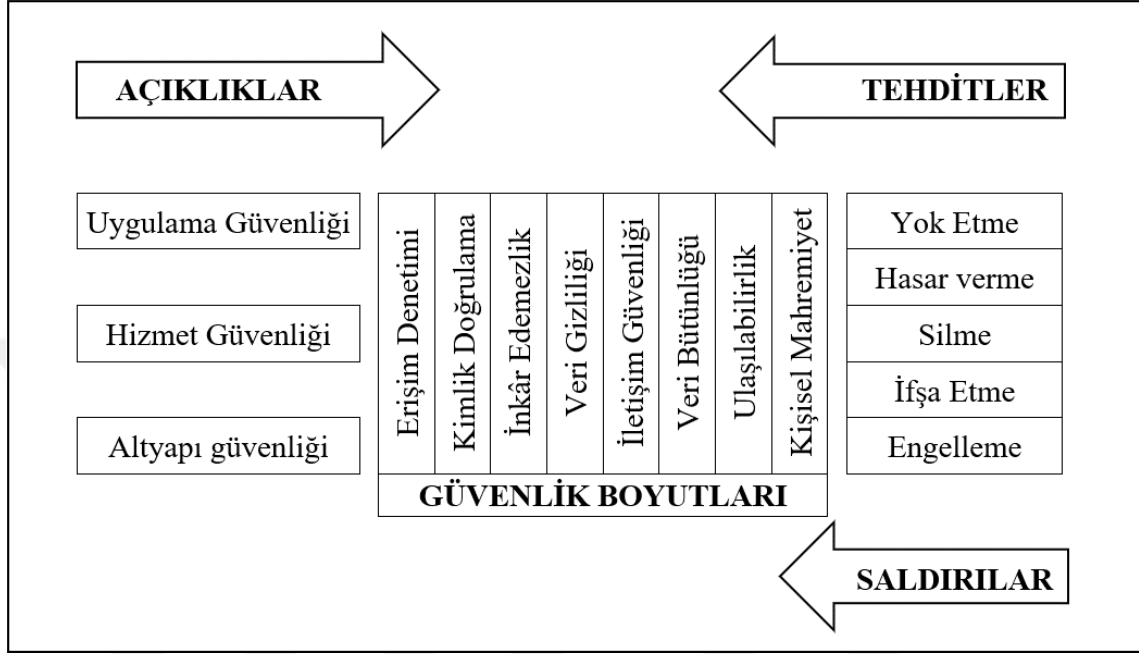 AÇIKLIKLAR
TEHDİTLER
Uygulama Güvenliği
Hizmet Güvenliği
Altyapı güvenliği
Erişim Denetimi
Kimlik Doğrulama
İnkâr Edemezlik
Veri Gizliliği
İletişim Güvenliği
Veri Bütünlüğü
Ulaşılabilirlik
Kişisel Mahremiyet
GÜVENLİK BOYUTLARI
Yok Etme
Hasar verme
Silme
İfşa Etme
Engelleme
SALDIRILAR